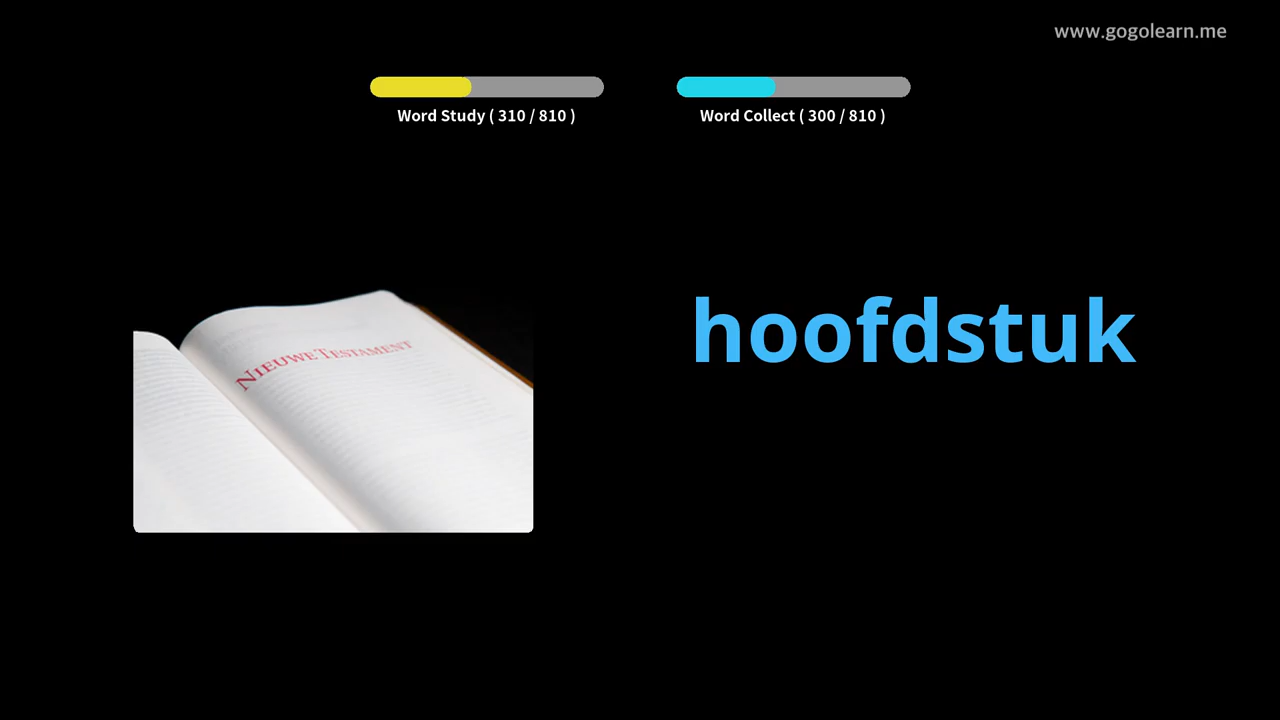 www.gogolearn.me
Word Study ( 310 / 810 )
Word Collect ( 300 / 810 )
NIEUWE TESTAMENT
hoofdstuk